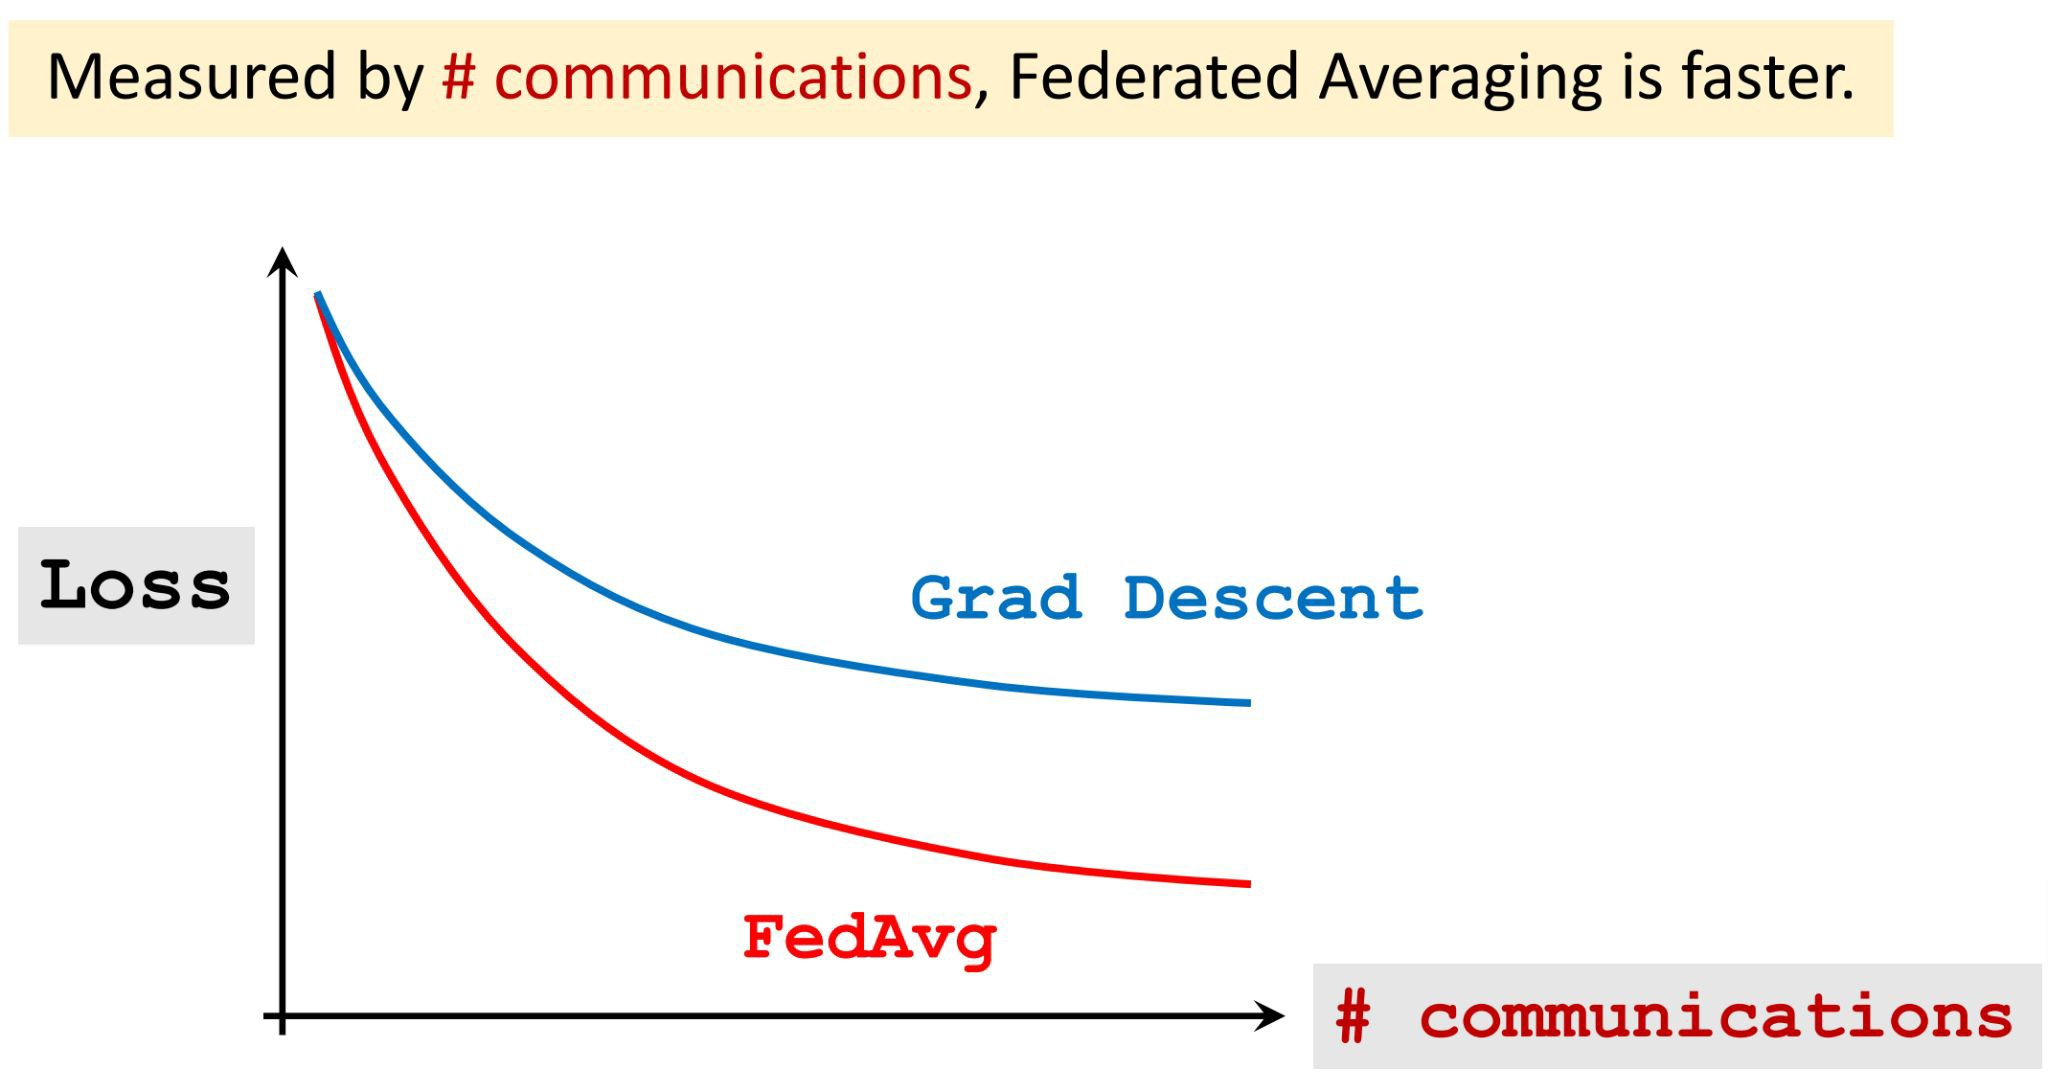 Measured by # communications, Federated Averaging is faster.
Loss
Grad Descent
FedAvg
# communications